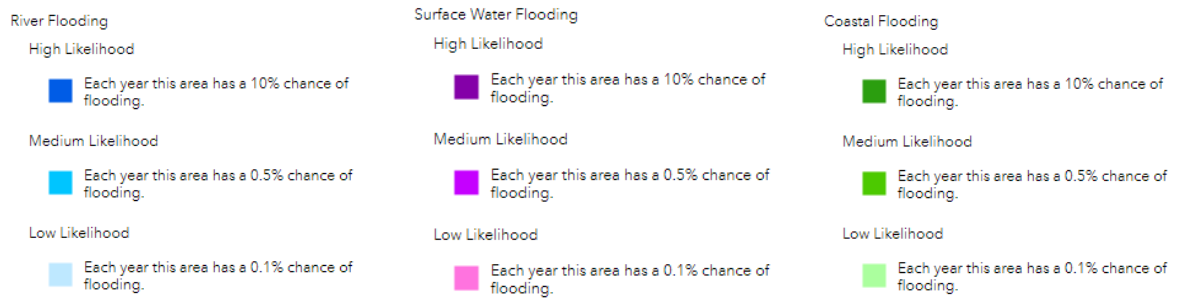 River Flooding
High Likelihood
Each year this area has a 10% chance of
flooding.
Medium Likelihood
Each year this area has a 0.5% chance of
flooding.
Low Likelihood
Each year this area has a 0.1% chance of
flooding.
Surface Water Flooding
High Likelihood
Each year this area has a 10% chance of
flooding.
Medium Likelihood
Each year this area has a 0.5% chance of
flooding.
Low Likelihood
Each year this area has a 0.1% chance of
flooding.
Coastal Flooding
High Likelihood
Each year this area has a 10% chance of
flooding.
Medium Likelihood
Each year this area has a 0.5% chance of
flooding.
Low Likelihood
Each year this area has a 0.1% chance of
flooding.